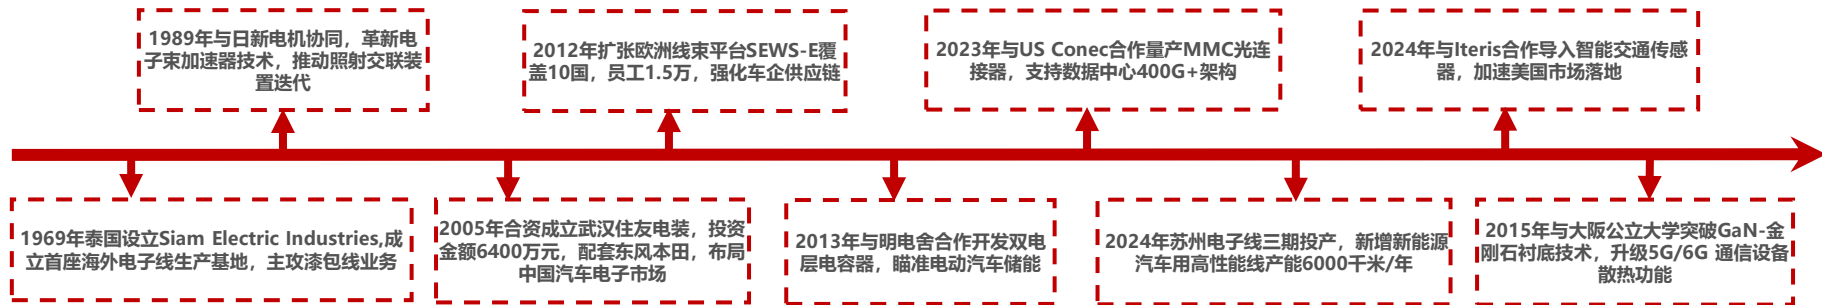 1989年与日新电机协同，革新电
子束加速器技术，推动照射交联装
置迭代
2012年扩张欧洲线束平台SEWS-E覆
盖10国，员工1.5万，强化车企供应链
2023年与US Conec合作量产MMC光连
接器，支持数据中心400G+架构
2024年与Iteris合作导入智能交通传感
器，加速美国市场落地
1969年泰国设立Siam Electric Industries,成
立首座海外电子线生产基地，主攻漆包线业务
2005年合资成立武汉住友电装，投资
金额6400万元，配套东风本田，布局
中国汽车电子市场
2013年与明电舍合作开发双电
层电容器，瞄准电动汽车储能
2024年苏州电子线三期投产，新增新能源
汽车用高性能线产能6000千米/年
2015年与大阪公立大学突破GaN-金
刚石衬底技术，升级5G/6G 通信设备
散热功能